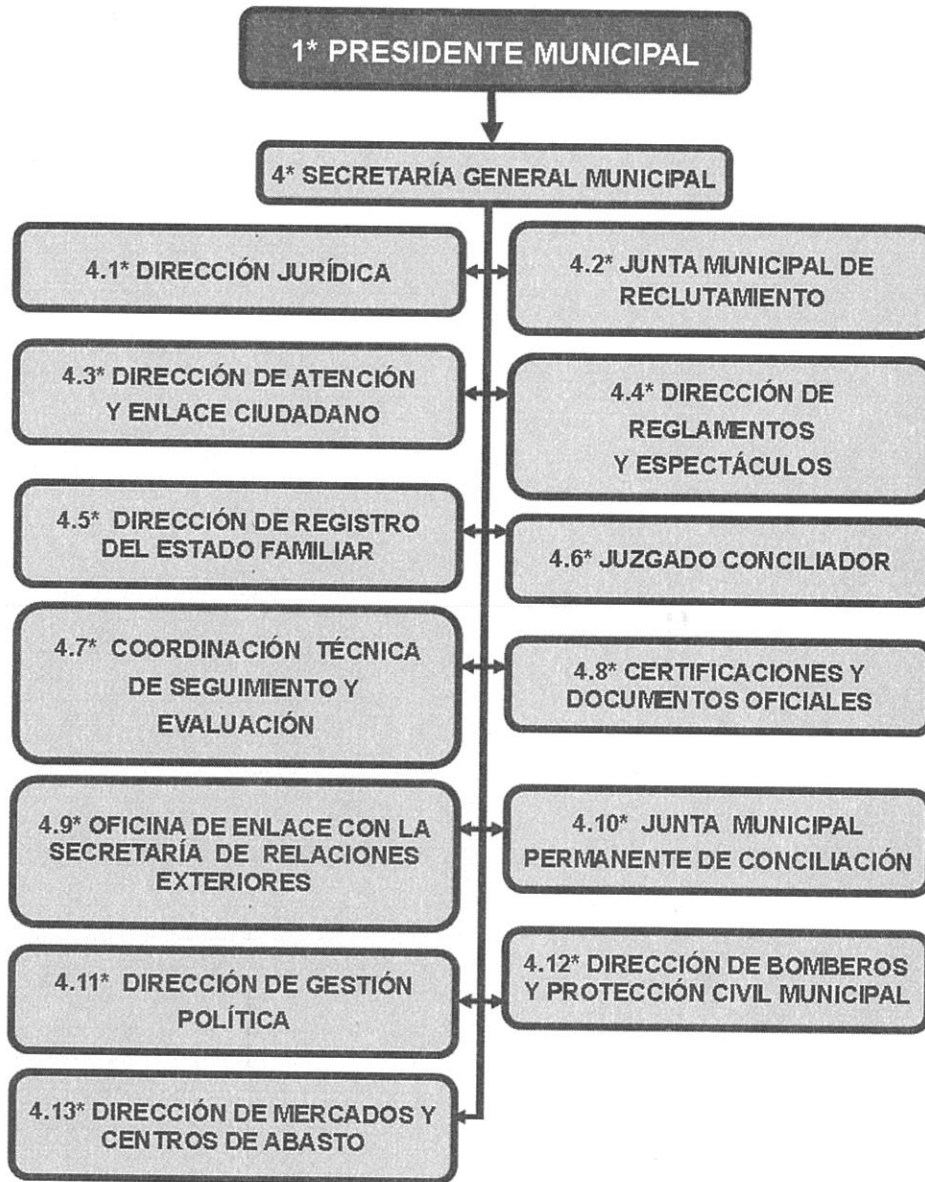 1* PRESIDENTE MUNICIPAL
4* SECRETARÍA GENERAL MUNICIPAL
4.1* DIRECCIÓN JURÍDICA
4.2* JUNTA MUNICIPAL DE
RECLUTAMIENTO
4.3* DIRECCIÓN DE ATENCIÓN
Y ENLACE CIUDADANO
4.4* DIRECCIÓN DE
REGLAMENTOS
Y ESPECTÁCULOS
4.5* DIRECCIÓN DE REGISTRO
DEL ESTADO FAMILIAR
4.6* JUZGADO CONCILIADOR
4.7* COORDINACIÓN TÉCNICA
DE SEGUIMIENTO Y
EVALUACIÓN
4.8* CERTIFICACIONES Y
DOCUMENTOS OFICIALES
4.9* OFICINA DE ENLACE CON LA
SECRETARÍA DE RELACIONES
EXTERIORES
4.10* JUNTA MUNICIPAL
PERMANENTE DE CONCILIACIÓN
4.11* DIRECCIÓN DE GESTIÓN
POLÍTICA
4.12* DIRECCIÓN DE BOMBEROS
Y PROTECCIÓN CIVIL MUNICIPAL
4.13* DIRECCIÓN DE MERCADOS Y
CENTROS DE ABASTO